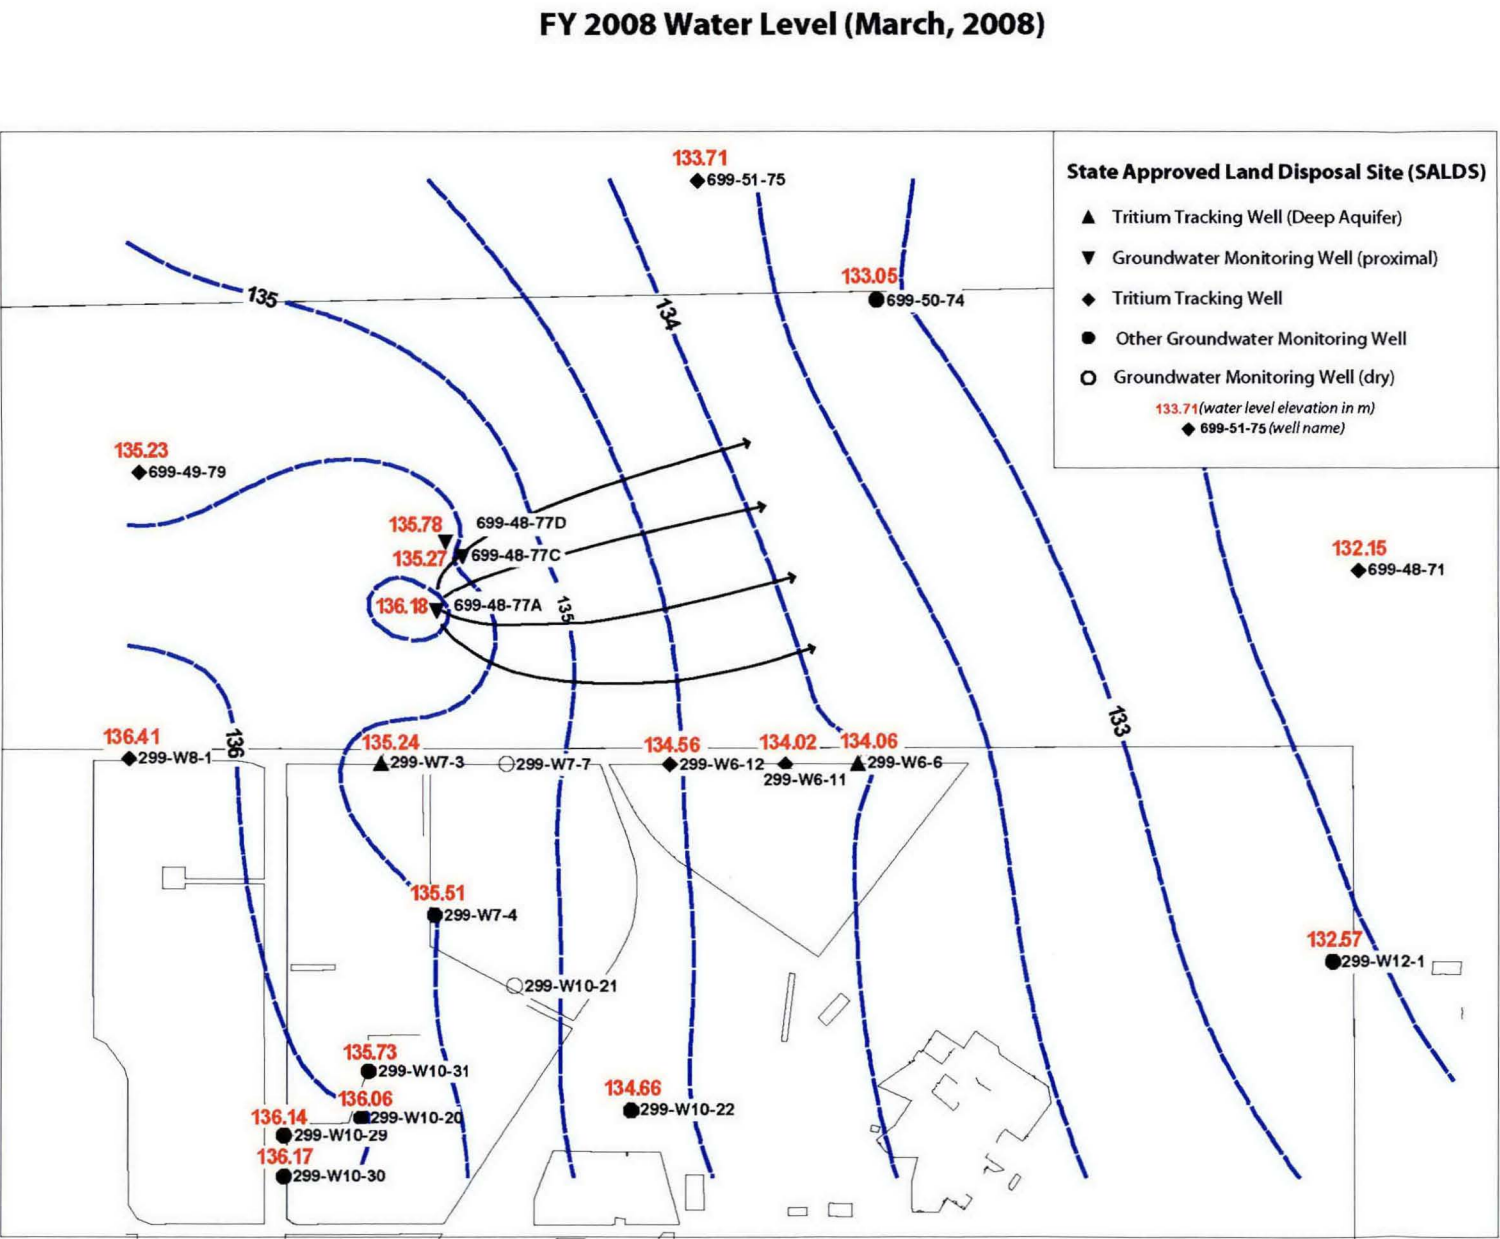 FY 2008 Water Level (March, 2008)
State Approved Land Disposal Site (SALDS)
Tritium Tracking Well (Deep Aquifer)
Groundwater Monitoring Well (proximal)
Tritium Tracking Well
Other Groundwater Monitoring Well
Groundwater Monitoring Well (dry)
133.71 (water level elevation in m)
699-51-75 (well name)
133.71
699-51-75
133.05
699-50-74
135
134
135.23
699-49-79
135.78
699-48-77D
135.27
699-48-77C
136.18
699-48-77A
135
132.15
699-48-71
133
136
136.41
299-W8-1
135.24
299-W7-3
299-W7-7
134.56
299-W6-12
134.02
299-W6-11
134.06
299-W6-6
135.51
299-W7-4
132.57
299-W12-1
299-W10-21
135.73
299-W10-31
136.06
299-W10-20
136.14
299-W10-29
136.17
299-W10-30
134.66
299-W10-22